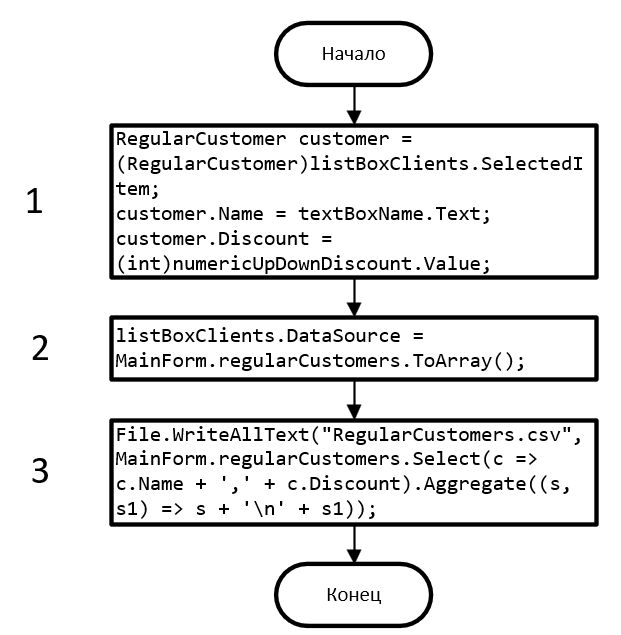 Начало
1
RegularCustomer customer =
(RegularCustomer)listBoxClients.SelectedI
tem;
customer.Name = textBoxName.Text;
customer.Discount =
(int)numericUpDownDiscount.Value;
2
listBoxClients.DataSource =
MainForm.regularCustomers.ToArray();
3
File.WriteAllText("RegularCustomers.csv",
MainForm.regularCustomers.Select(c =>
c.Name + ',' + c.Discount).Aggregate((s,
s1) => s + '\n' + s1));
Конец